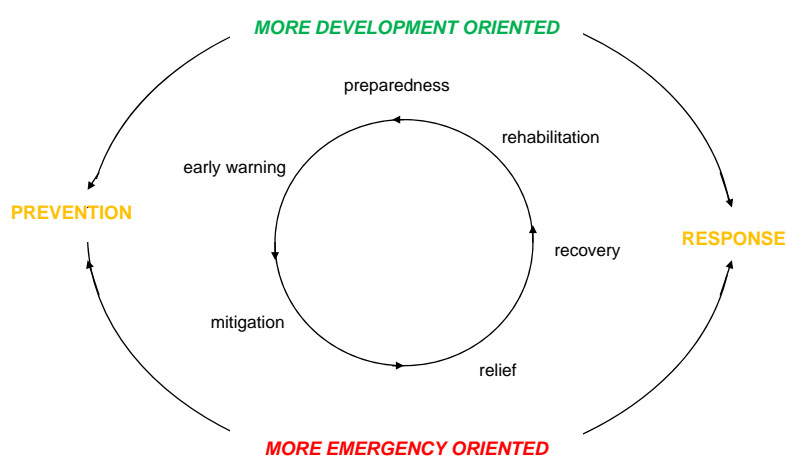 MORE DEVELOPMENT ORIENTED
preparedness
rehabilitation
early warning
PREVENTION
RESPONSE
recovery
mitigation
relief
MORE EMERGENCY ORIENTED